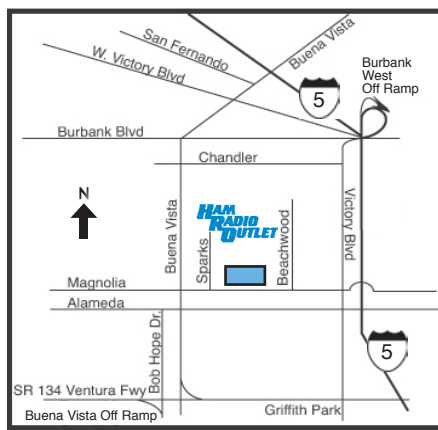 San Fernando
Buena Vista
W. Victory Blvd
Burbank
West
Off Ramp
5
Burbank Blvd
Chandler
N
HAM
RADIO
OUTLET
Buena Vista
Sparks
Beachwood
Victory Blvd
Magnolia
Alameda
Bob Hope Dr.
5
SR 134 Ventura Fwy
Griffith Park
Buena Vista Off Ramp